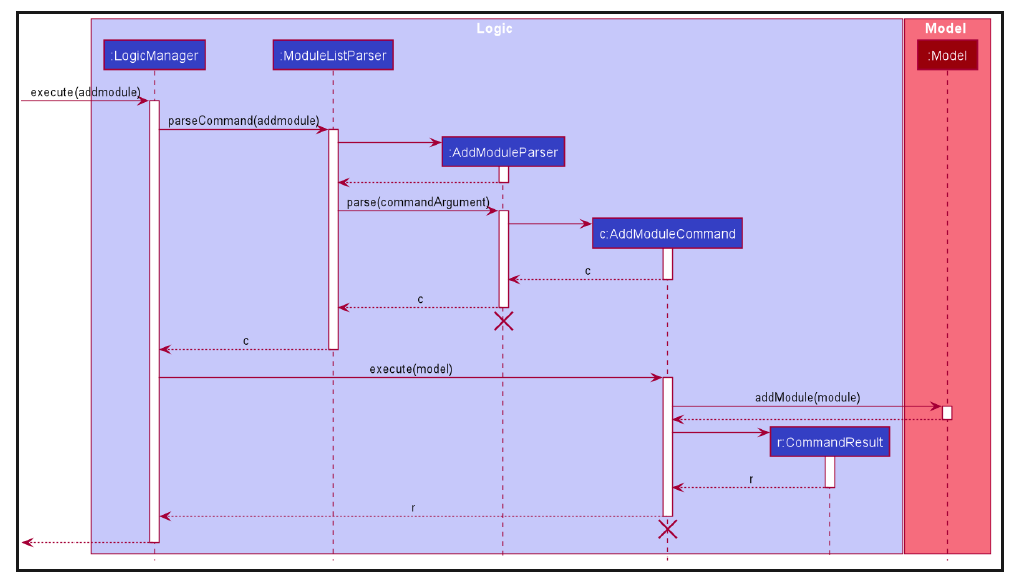 Logic
Model
:LogicManager
:ModuleListParser
:Model
execute(addmodule)
parseCommand(addmodule)
:AddModuleParser
parse(commandArgument)
c:AddModuleCommand
c
c
c
execute(model)
addModule(module)
r:CommandResult
r
r